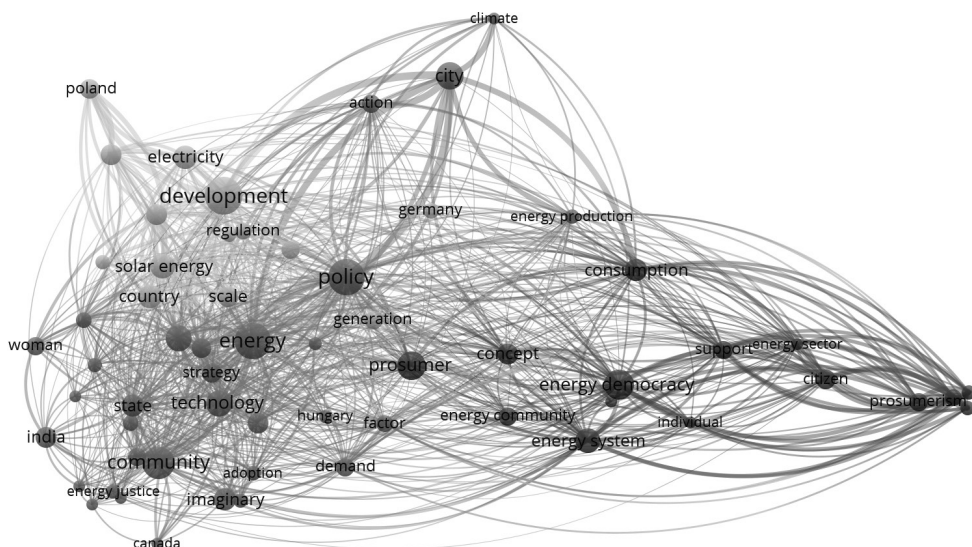 climate
city
poland
action
electricity
development
germany
energy production
regulation
solar energy
consumption
policy
country
scale
generation
energy
woman
support
energy sector
concept
prosumer
strategy
citizen
energy democracy
technology
prosumerism
state
hungary
energy community
factor
individual
india
energy system
community
demand
adoption
energy justice
imaginary
canada